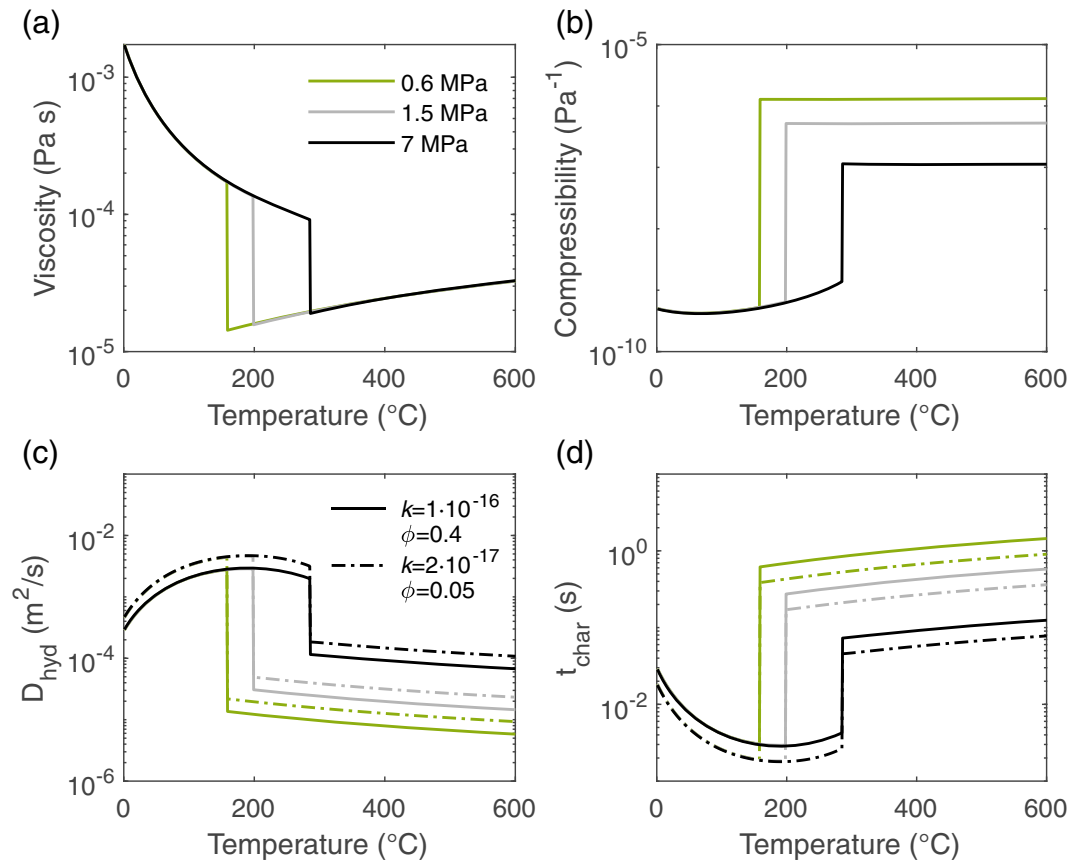 (a)
10⁻³
10⁻⁴
10⁻⁵
Viscosity (Pa s)
0.6 MPa
1.5 MPa
7 MPa
0 200 400 600
Temperature (°C)
(b)
10⁻⁵
10⁻¹⁰
Compressibility (Pa⁻¹)
0 200 400 600
Temperature (°C)
(c)
10⁻²
10⁻⁴
10⁻⁶
D_hyd (m²/s)
k=1·10⁻¹⁶
ϕ=0.4
k=2·10⁻¹⁷
ϕ=0.05
0 200 400 600
Temperature (°C)
(d)
10⁰
10⁻²
t_char (s)
0 200 400 600
Temperature (°C)